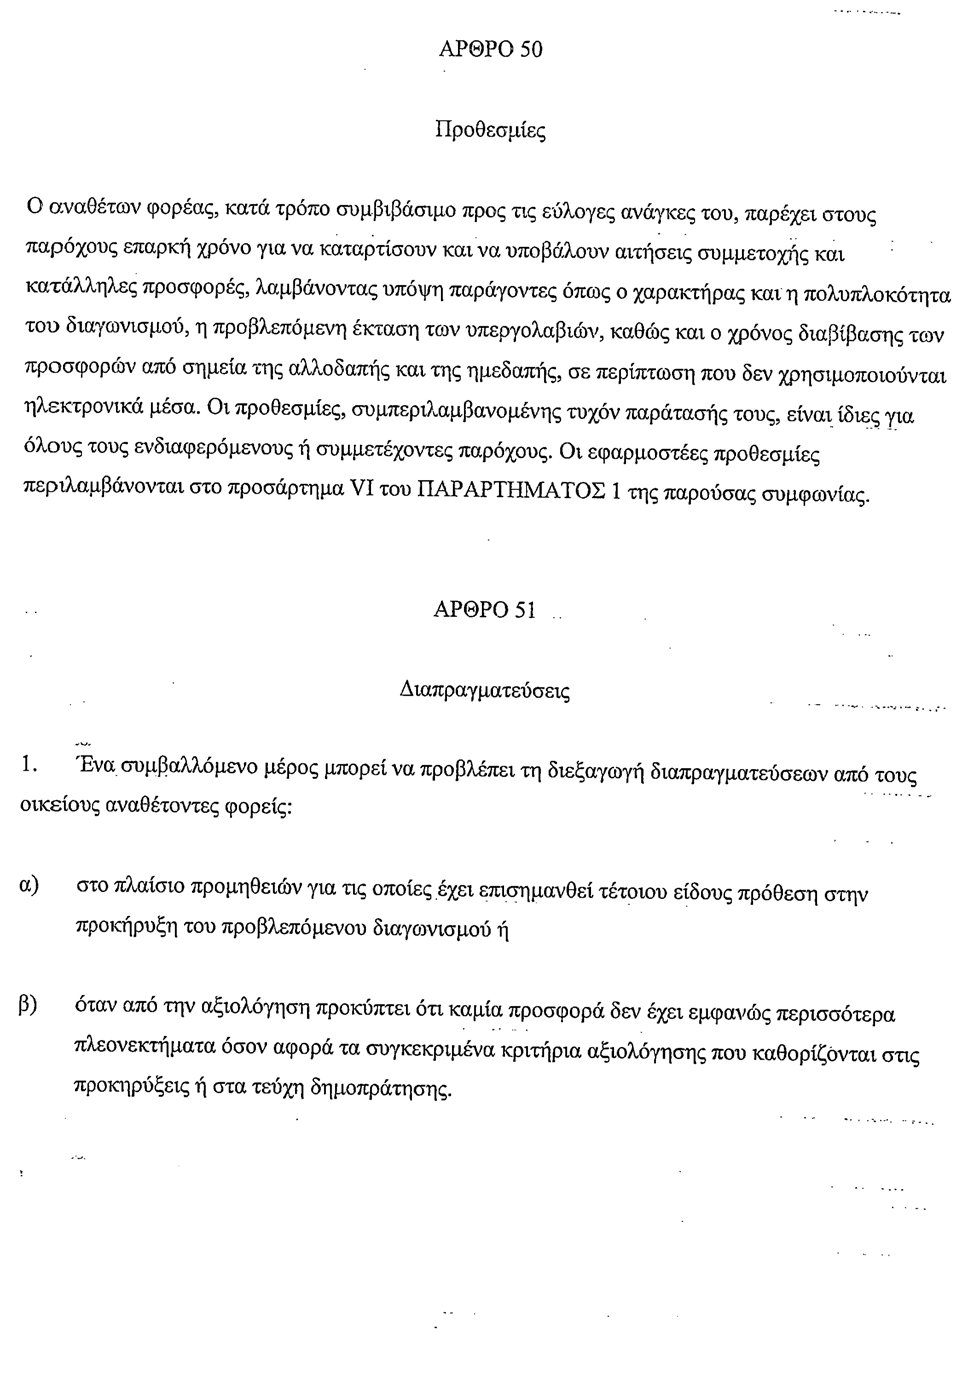 ΑΡΘΡΟ 50
Προθεσμίες
Ο αναθέτων φορέας, κατά τρόπο συμβιβάσιμο προς τις εύλογες ανάγκες του, παρέχει στους
παρόχους επαρκή χρόνο για να καταρτίσουν και να υποβάλουν αιτήσεις συμμετοχής και
κατάλληλες προσφορές, λαμβάνοντας υπόψη παράγοντες όπως ο χαρακτήρας και η πολυπλοκότητα
του διαγωνισμού, η προβλεπόμενη έκταση των υπεργολαβιών, καθώς και ο χρόνος διαβίβασης των
προσφορών από σημεία της αλλοδαπής και της ημεδαπής, σε περίπτωση που δεν χρησιμοποιούνται
ηλεκτρονικά μέσα. Οι προθεσμίες, συμπεριλαμβανομένης τυχόν παράτασής τους, είναι ίδιες για
όλους τους ενδιαφερόμενους ή συμμετέχοντες παρόχους. Οι εφαρμοστέες προθεσμίες
περιλαμβάνονται στο προσάρτημα VI του ΠΑΡΑΡΤΗΜΑΤΟΣ 1 της παρούσας συμφωνίας.
ΑΡΘΡΟ 51
Διαπραγματεύσεις
1. Ένα συμβαλλόμενο μέρος μπορεί να προβλέπει τη διεξαγωγή διαπραγματεύσεων από τους
οικείους αναθέτοντες φορείς:
α) στο πλαίσιο προμηθειών για τις οποίες έχει επισημανθεί τέτοιου είδους πρόθεση στην
προκήρυξη του προβλεπόμενου διαγωνισμού ή
β) όταν από την αξιολόγηση προκύπτει ότι καμία προσφορά δεν έχει εμφανώς περισσότερα
πλεονεκτήματα όσον αφορά τα συγκεκριμένα κριτήρια αξιολόγησης που καθορίζονται στις
προκηρύξεις ή στα τεύχη δημοπράτησης.